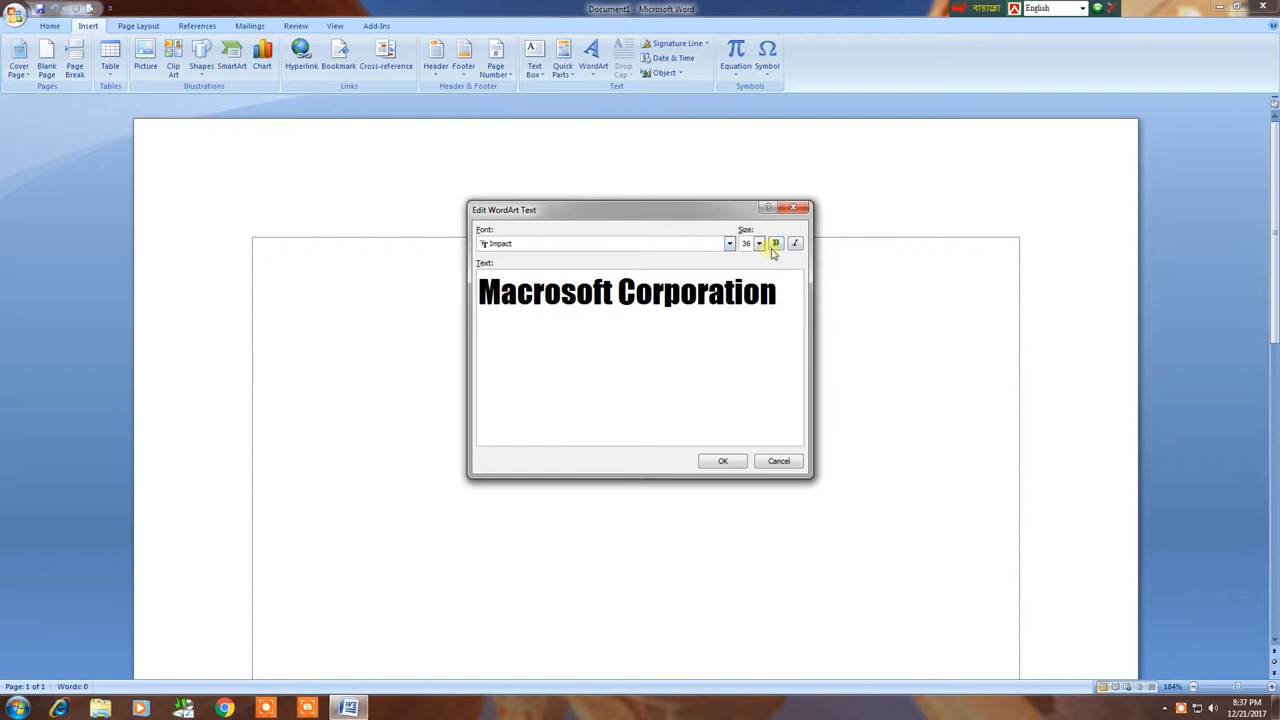 Document1 - Microsoft Word
বায়ান্নো English
Home Insert Page Layout References Mailings Review View Add-Ins
Cover Page Blank Page Page Break Table Picture Clip Art Shapes SmartArt Chart Hyperlink Bookmark Cross-reference Header Footer Page Number Text Box Quick Parts WordArt Drop Cap Signature Line Equation Symbol
Date & Time
Object
Pages Tables Illustrations Links Header & Footer Text Symbols
Edit WordArt Text
Font: Size:
Impact 36 B I
Text:
Macrosoft Corporation
OK Cancel
Page: 1 of 1 Words: 0 184%
8:37 PM
12/21/2017